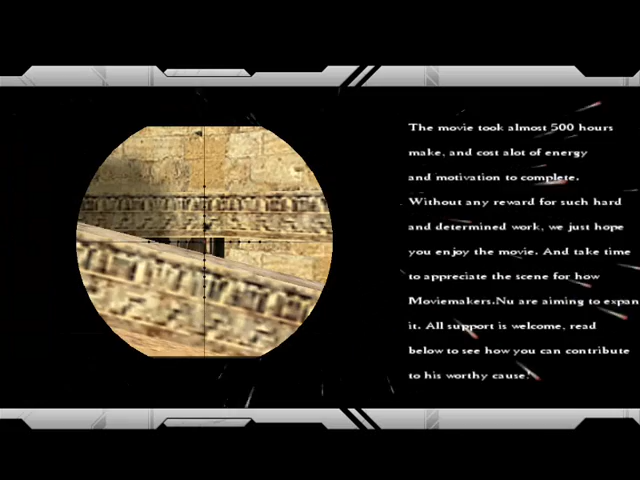 The movie took almost 500 hours
make, and cost alot of energy
and motivation to complete.
Without any reward for such hard
and determined work, we just hope
you enjoy the movie. And take time
to appreciate the scene for how
Moviemakers.Nu are aiming to expan
it. All support is welcome, read
below to see how you can contribute
to his worthy cause!